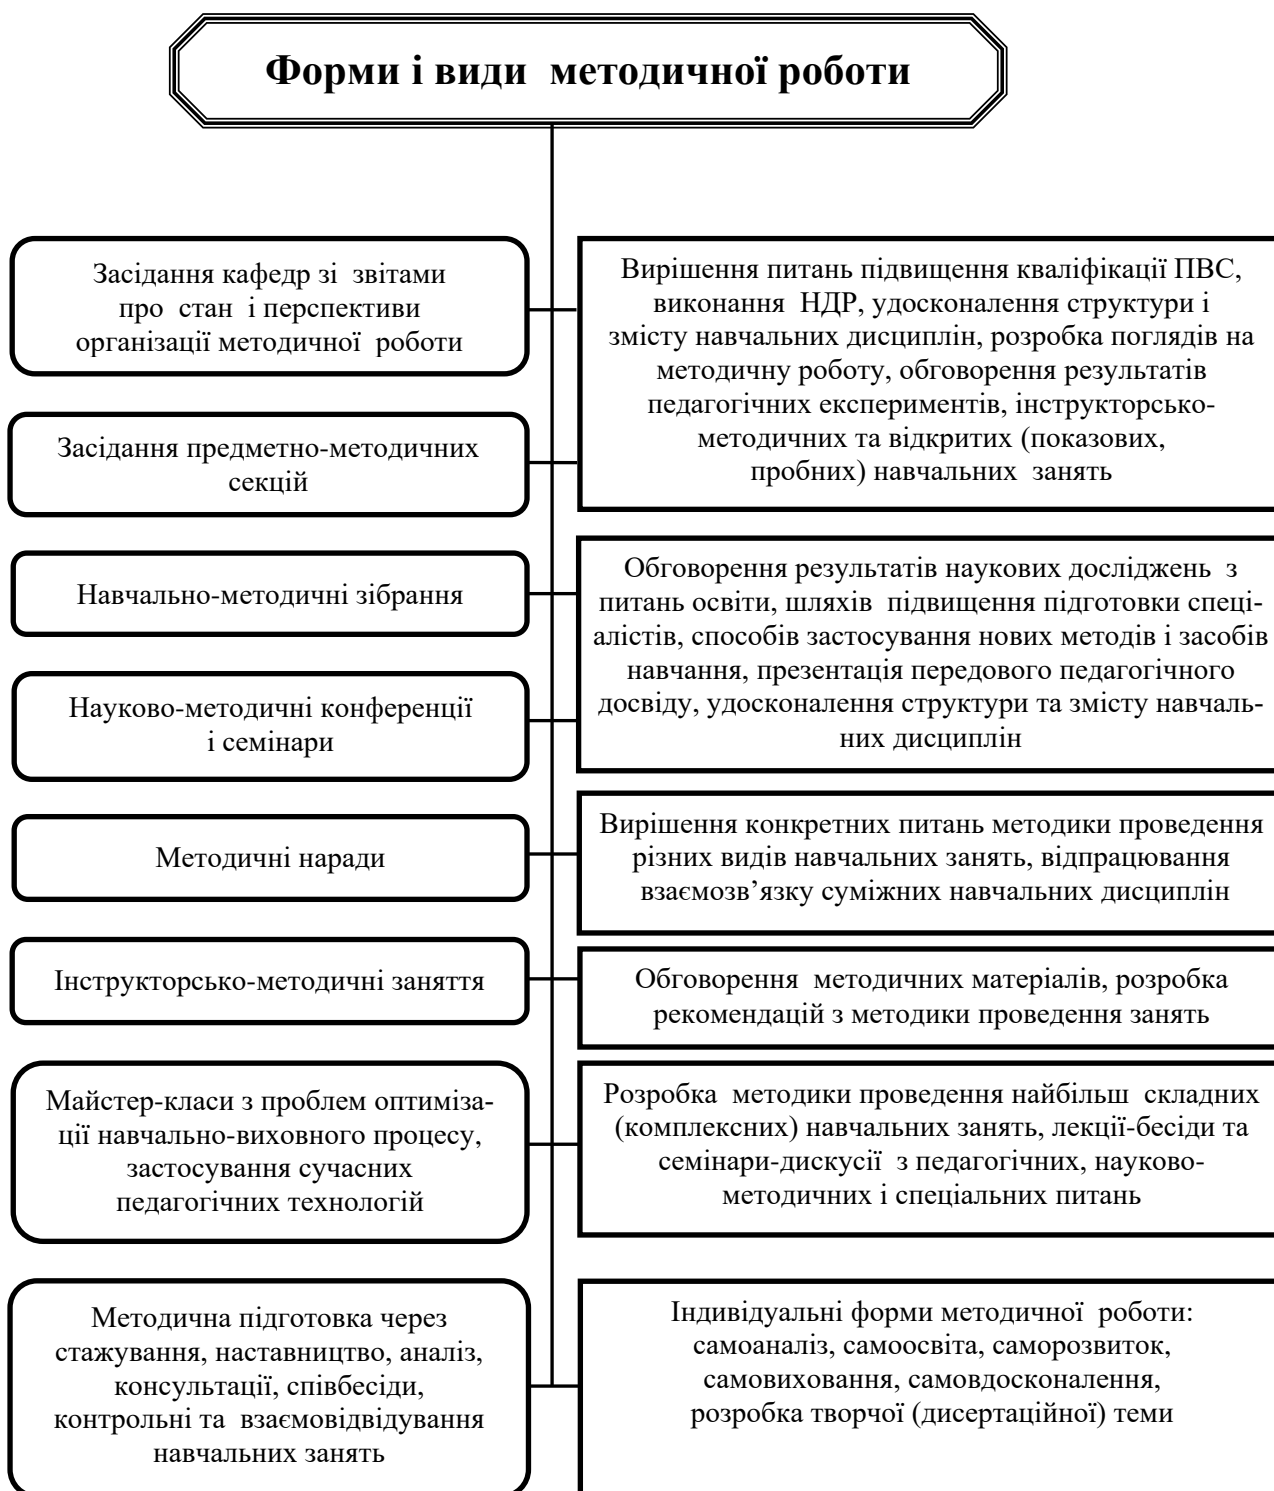 Форми і види методичної роботи
Засідання кафедр зі звітами
про стан і перспективи
організації методичної роботи
Вирішення питань підвищення кваліфікації ПВС,
виконання НДР, удосконалення структури і
змісту навчальних дисциплін, розробка поглядів на
методичну роботу, обговорення результатів
педагогічних експериментів, інструкторсько-
методичних та відкритих (показових,
пробних) навчальних занять
Засідання предметно-методичних
секцій
Навчально-методичні зібрання
Обговорення результатів наукових досліджень з
питань освіти, шляхів підвищення підготовки спеці-
алістів, способів застосування нових методів і засобів
навчання, презентація передового педагогічного
досвіду, удосконалення структури та змісту навчаль-
них дисциплін
Науково-методичні конференції
і семінари
Методичні наради
Вирішення конкретних питань методики проведення
різних видів навчальних занять, відпрацювання
взаємозв’язку суміжних навчальних дисциплін
Інструкторсько-методичні заняття
Обговорення методичних матеріалів, розробка
рекомендацій з методики проведення занять
Майстер-класи з проблем оптиміза-
ції навчально-виховного процесу,
застосування сучасних
педагогічних технологій
Розробка методики проведення найбільш складних
(комплексних) навчальних занять, лекції-бесіди та
семінари-дискусії з педагогічних, науково-
методичних і спеціальних питань
Методична підготовка через
стажування, наставництво, аналіз,
консультації, співбесіди,
контрольні та взаємовідвідування
навчальних занять
Індивідуальні форми методичної роботи:
самоаналіз, самоосвіта, саморозвиток,
самовиховання, самовдосконалення,
розробка творчої (дисертаційної) теми